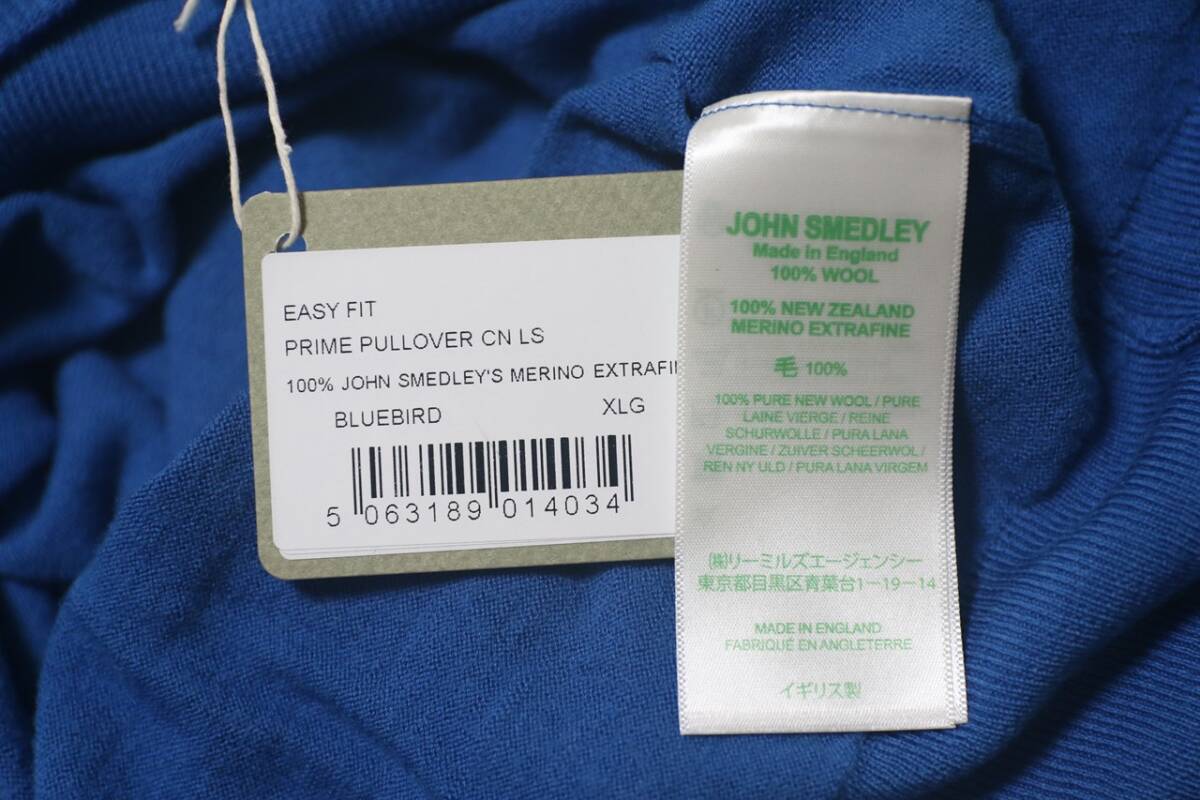 EASY FIT
PRIME PULLOVER CN LS
100% JOHN SMEDLEY'S MERINO EXTRAFI
BLUEBIRD XLG
5 063189 014034
JOHN SMEDLEY
Made in England
100% WOOL
100% NEW ZEALAND
MERINO EXTRAFINE
毛 100%
100% PURE NEW WOOL / PURE
LAINE VIERGE / REINE
SCHURWOLLE / PURA LANA
VERGINE / ZUIVER SCHEERWOL /
REN NY ULD / PURA LANA VIRGEM
㈱リーミルズエージェンシー
東京都目黒区青葉台1-19-14
MADE IN ENGLAND
FABRIQUÉ EN ANGLETERRE
イギリス製